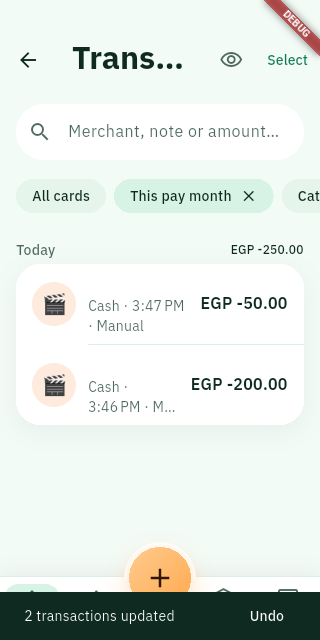 DEBUG
Trans...
Select
Merchant, note or amount...
All cards
This pay month
Cat
Today
EGP -250.00
Cash · 3:47 PM
· Manual
EGP -50.00
Cash ·
3:46 PM · M...
EGP -200.00
2 transactions updated
Undo